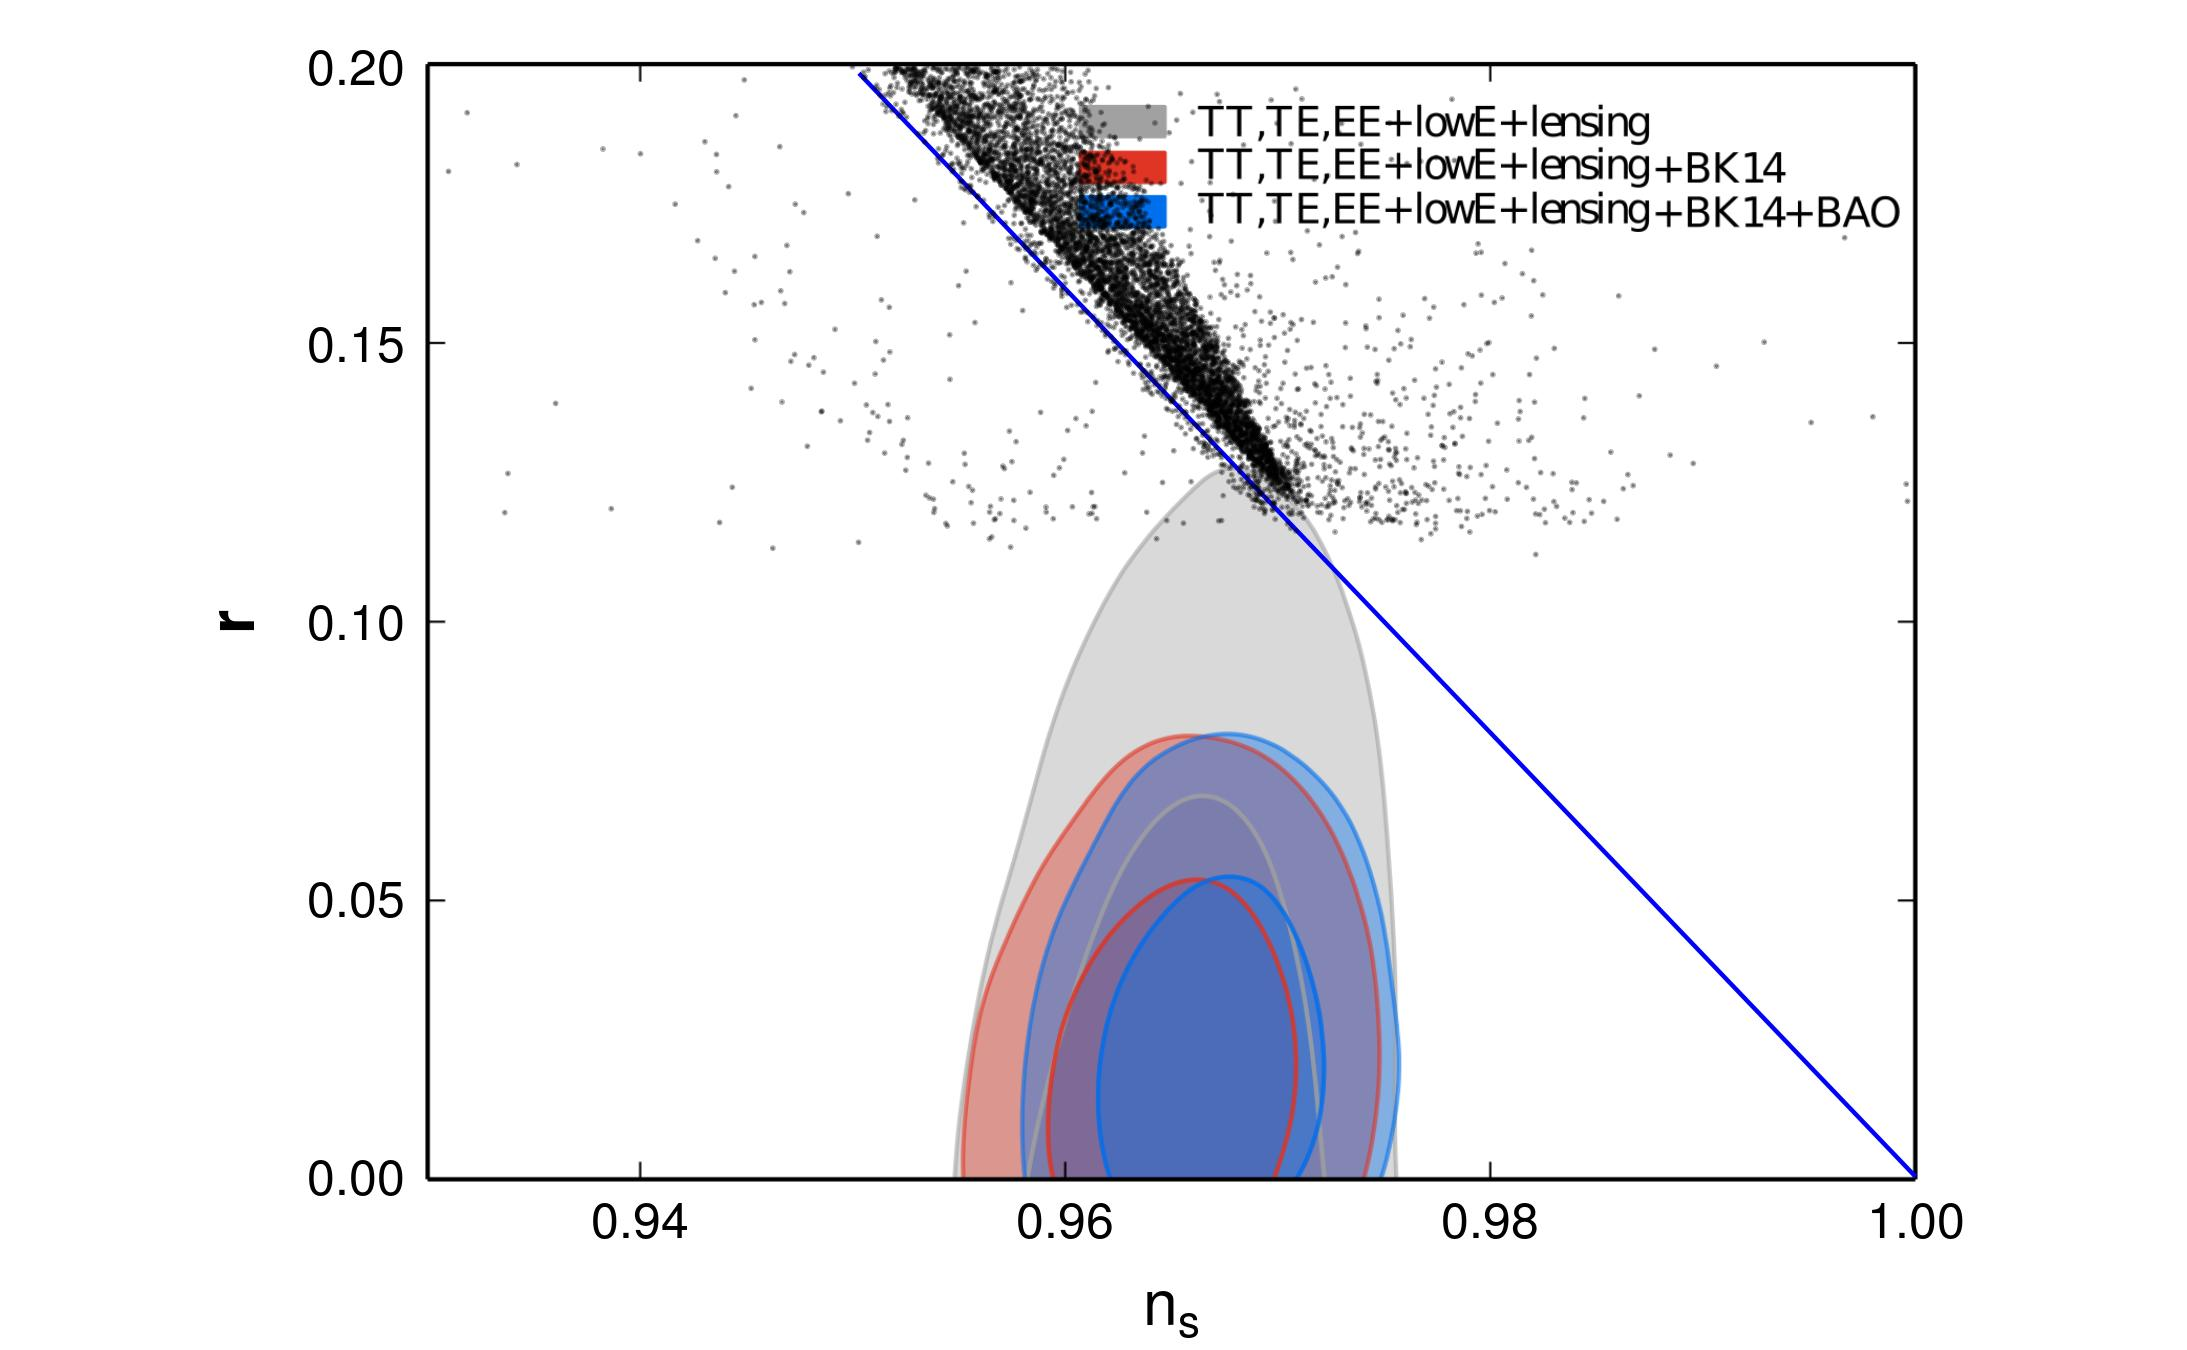 0.20
TT,TE,EE+lowE+lensing
TT,TE,EE+lowE+lensing+BK14
TT,TE,EE+lowE+lensing+BK14+BAO
0.15
r
0.10
0.05
0.00
0.94 0.96 0.98 1.00
ns